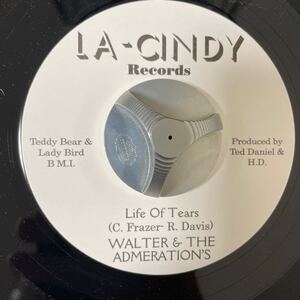 LA-CINDY
Records
Teddy Bear &
Lady Bird
B M.I.
Produced by
Ted Daniel &
H.D.
Life Of Tears
(C. Frazer- R. Davis)
WALTER & THE
ADMERATION'S